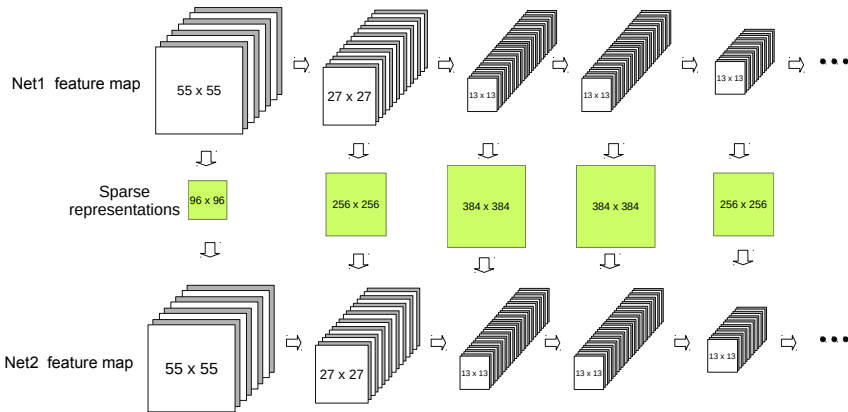 Net1 feature map
55 x 55
27 x 27
13 x 13
13 x 13
13 x 13
Sparse
representations
96 x 96
256 x 256
384 x 384
384 x 384
256 x 256
Net2 feature map
55 x 55
27 x 27
13 x 13
13 x 13
13 x 13